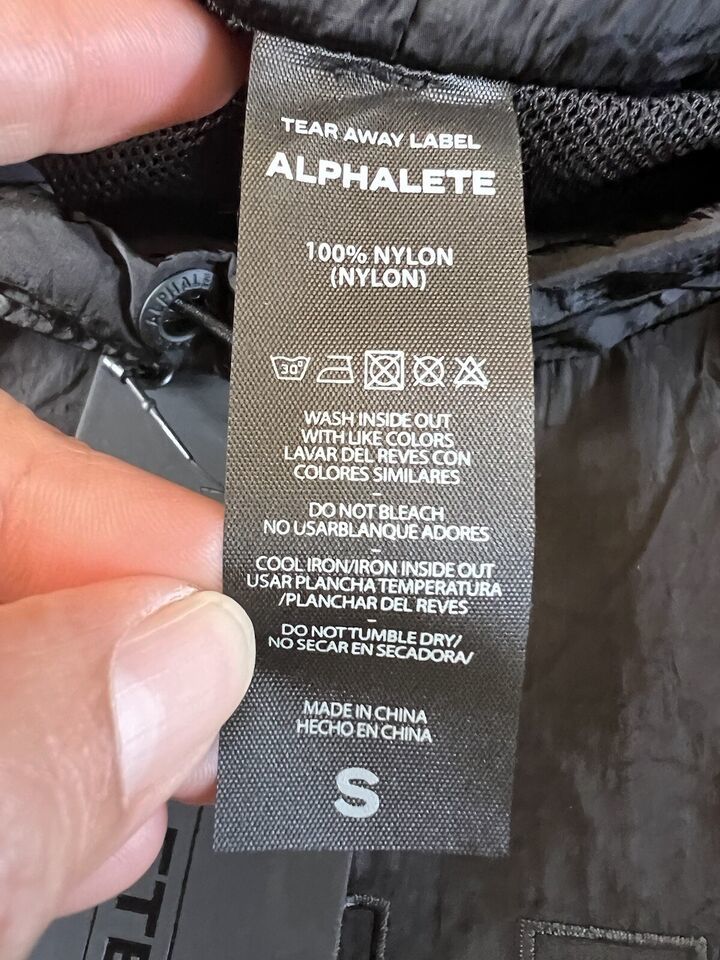 TEAR AWAY LABEL
ALPHALETE
100% NYLON
(NYLON)
ALPHALE
30°
WASH INSIDE OUT
WITH LIKE COLORS
LAVAR DEL REVES CON
COLORES SIMILARES
–
DO NOT BLEACH
NO USARBLANQUE ADORES
–
COOL IRON/IRON INSIDE OUT
USAR PLANCHA TEMPERATURA
/PLANCHAR DEL REVES
–
DO NOT TUMBLE DRY/
NO SECAR EN SECADORA/
MADE IN CHINA
HECHO EN CHINA
S
ETE